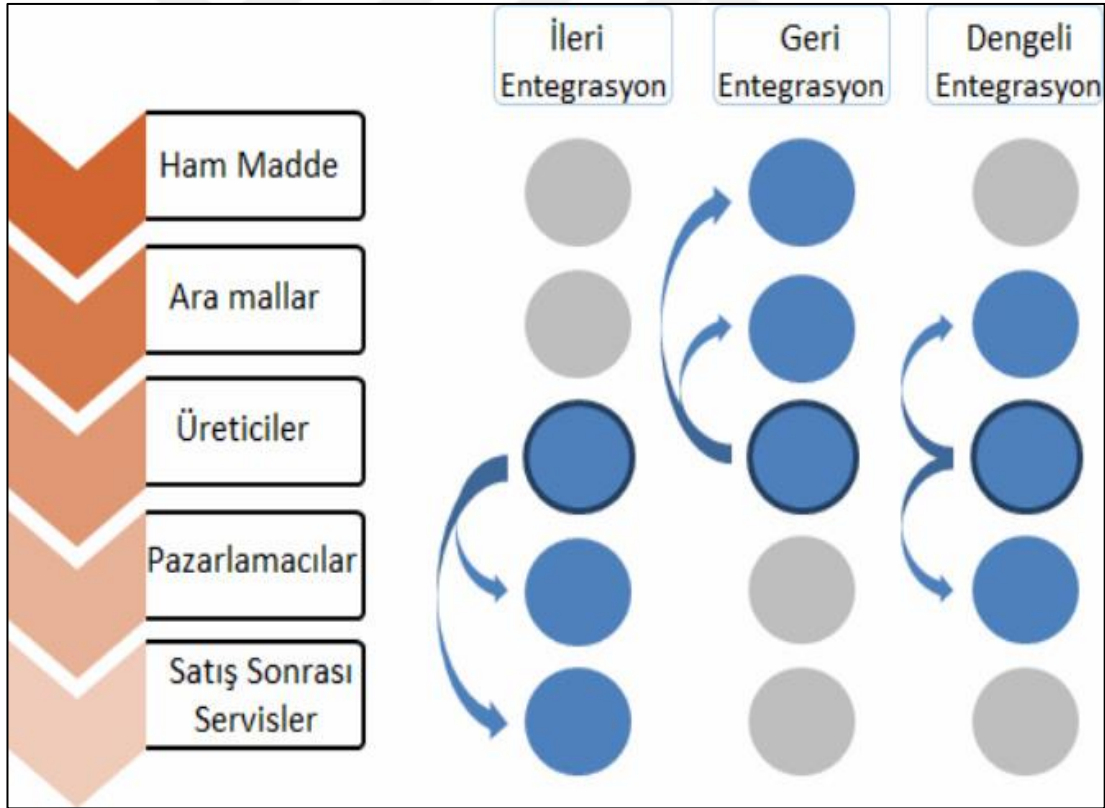 İleri
Entegrasyon
Geri
Entegrasyon
Dengeli
Entegrasyon
Ham Madde
Ara mallar
Üreticiler
Pazarlamacılar
Satış Sonrası
Servisler